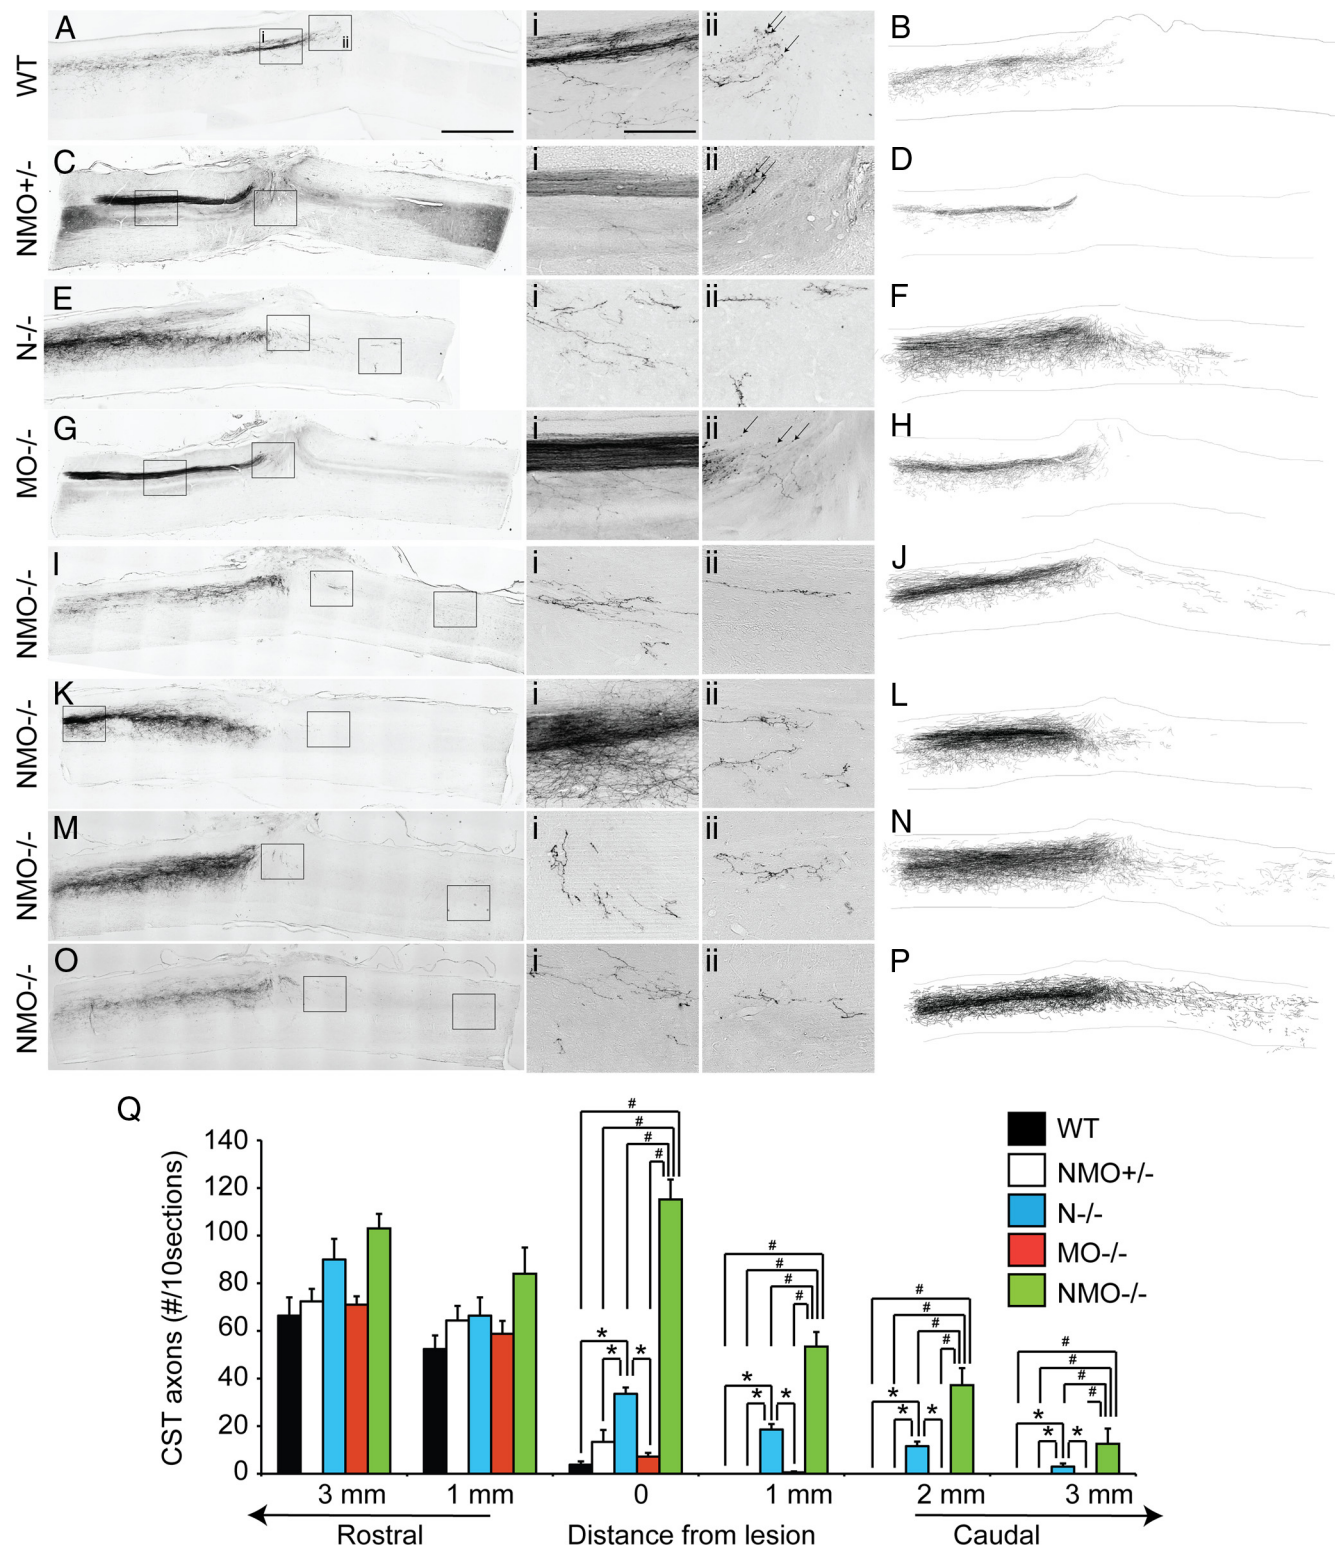 A i ii i ii B
WT
C i ii D
NMO+/-
E i ii F
N-/-
G i ii H
MO-/-
I i ii J
NMO-/-
K i ii L
NMO-/-
M i ii N
NMO-/-
O i ii P
NMO-/-
Q
CST axons (#/10sections)
140
120
100
80
60
40
20
0
# # # #
* * *
# # # #
* * *
# # # #
* * *
# # # #
* * *
WT
NMO+/-
N-/-
MO-/-
NMO-/-
3 mm 1 mm 0 1 mm 2 mm 3 mm
Rostral Distance from lesion Caudal